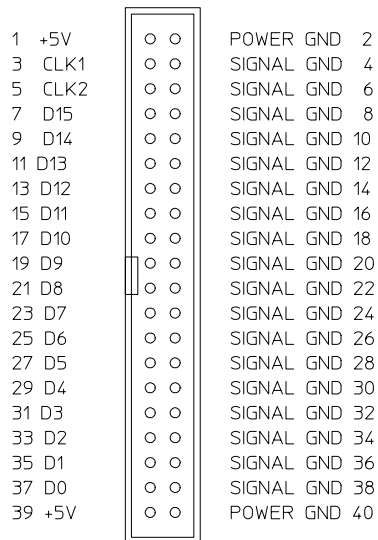 1 +5V POWER GND 2
3 CLK1 SIGNAL GND 4
5 CLK2 SIGNAL GND 6
7 D15 SIGNAL GND 8
9 D14 SIGNAL GND 10
11 D13 SIGNAL GND 12
13 D12 SIGNAL GND 14
15 D11 SIGNAL GND 16
17 D10 SIGNAL GND 18
19 D9 SIGNAL GND 20
21 D8 SIGNAL GND 22
23 D7 SIGNAL GND 24
25 D6 SIGNAL GND 26
27 D5 SIGNAL GND 28
29 D4 SIGNAL GND 30
31 D3 SIGNAL GND 32
33 D2 SIGNAL GND 34
35 D1 SIGNAL GND 36
37 D0 SIGNAL GND 38
39 +5V POWER GND 40